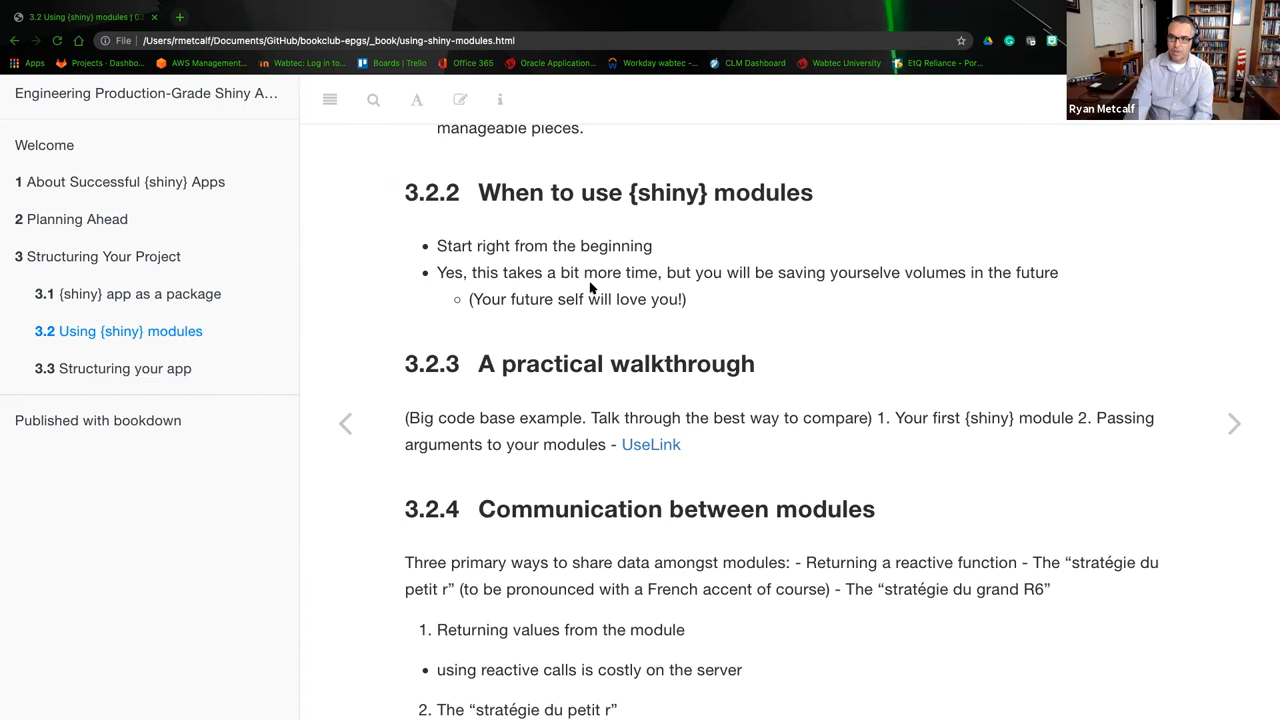 3.2 Using {shiny} modules | 03
File | /Users/rmetcalf/Documents/GitHub/bookclub-epgs/_book/using-shiny-modules.html
Apps Projects · Dashbo... AWS Management... Wabtec: Log in to... Boards | Trello Office 365 Oracle Application... Workday wabtec -... CLM Dashboard Wabtec University EtQ Reliance - Por...
Ryan Metcalf
Engineering Production-Grade Shiny A...
Welcome
1 About Successful {shiny} Apps
2 Planning Ahead
3 Structuring Your Project
3.1 {shiny} app as a package
3.2 Using {shiny} modules
3.3 Structuring your app
Published with bookdown
manageable pieces.
3.2.2 When to use {shiny} modules
• Start right from the beginning
• Yes, this takes a bit more time, but you will be saving yourselve volumes in the future
○ (Your future self will love you!)
3.2.3 A practical walkthrough
(Big code base example. Talk through the best way to compare) 1. Your first {shiny} module 2. Passing
arguments to your modules - UseLink
3.2.4 Communication between modules
Three primary ways to share data amongst modules: - Returning a reactive function - The “stratégie du
petit r” (to be pronounced with a French accent of course) - The “stratégie du grand R6”
1. Returning values from the module
• using reactive calls is costly on the server
2. The “stratégie du petit r”